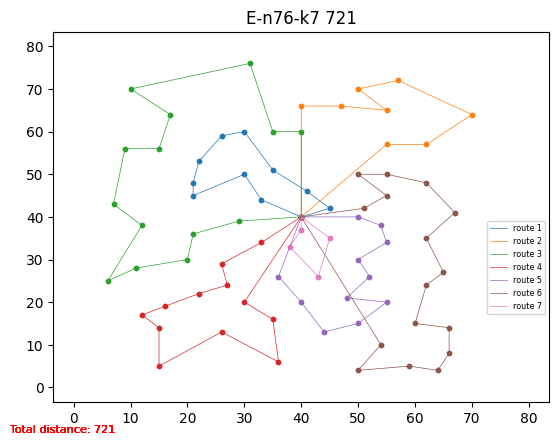 E-n76-k7 721
80
70
60
50
40
30
20
10
0
0 10 20 30 40 50 60 70 80
route 1
route 2
route 3
route 4
route 5
route 6
route 7
Total distance: 721